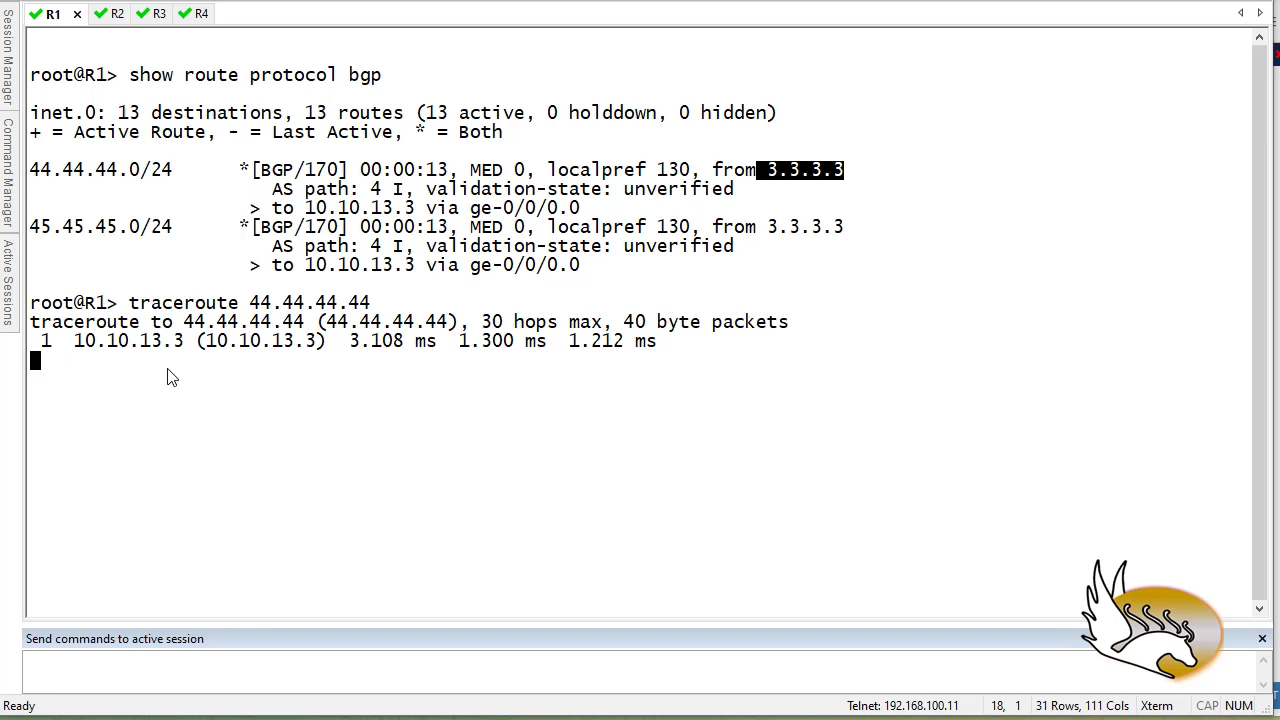 R1 × R2 R3 R4
Session Manager
Command Manager
Active Sessions
root@R1> show route protocol bgp
inet.0: 13 destinations, 13 routes (13 active, 0 holddown, 0 hidden)
+ = Active Route, - = Last Active, * = Both
44.44.44.0/24 *[BGP/170] 00:00:13, MED 0, localpref 130, from 3.3.3.3
AS path: 4 I, validation-state: unverified
> to 10.10.13.3 via ge-0/0/0.0
45.45.45.0/24 *[BGP/170] 00:00:13, MED 0, localpref 130, from 3.3.3.3
AS path: 4 I, validation-state: unverified
> to 10.10.13.3 via ge-0/0/0.0
root@R1> traceroute 44.44.44.44
traceroute to 44.44.44.44 (44.44.44.44), 30 hops max, 40 byte packets
1 10.10.13.3 (10.10.13.3) 3.108 ms 1.300 ms 1.212 ms
Send commands to active session
Ready Telnet: 192.168.100.11 18, 1 31 Rows, 111 Cols Xterm CAP NUM